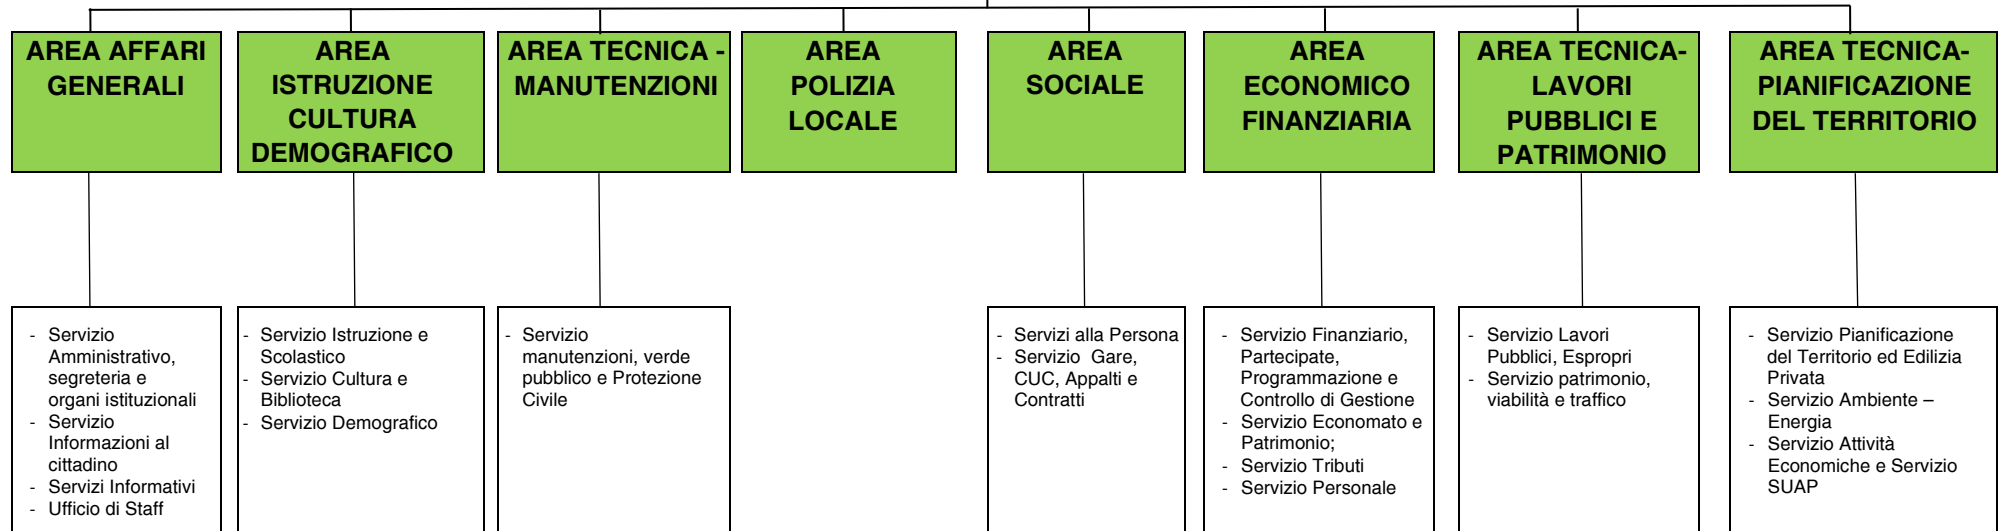 AREA AFFARI
GENERALI
AREA
ISTRUZIONE
CULTURA
DEMOGRAFICO
AREA TECNICA -
MANUTENZIONI
AREA
POLIZIA
LOCALE
AREA
SOCIALE
AREA
ECONOMICO
FINANZIARIA
AREA TECNICA-
LAVORI
PUBBLICI E
PATRIMONIO
AREA TECNICA-
PIANIFICAZIONE
DEL TERRITORIO
- Servizio
Amministrativo,
segreteria e
organi istituzionali
- Servizio
Informazioni al
cittadino
- Servizi Informativi
- Ufficio di Staff
- Servizio Istruzione e
Scolastico
- Servizio Cultura e
Biblioteca
- Servizio Demografico
- Servizio
manutenzioni, verde
pubblico e Protezione
Civile
- Servizi alla Persona
- Servizio Gare,
CUC, Appalti e
Contratti
- Servizio Finanziario,
Partecipate,
Programmazione e
Controllo di Gestione
- Servizio Economato e
Patrimonio;
- Servizio Tributi
- Servizio Personale
- Servizio Lavori
Pubblici, Espropri
- Servizio patrimonio,
viabilità e traffico
- Servizio Pianificazione
del Territorio ed Edilizia
Privata
- Servizio Ambiente –
Energia
- Servizio Attività
Economiche e Servizio
SUAP